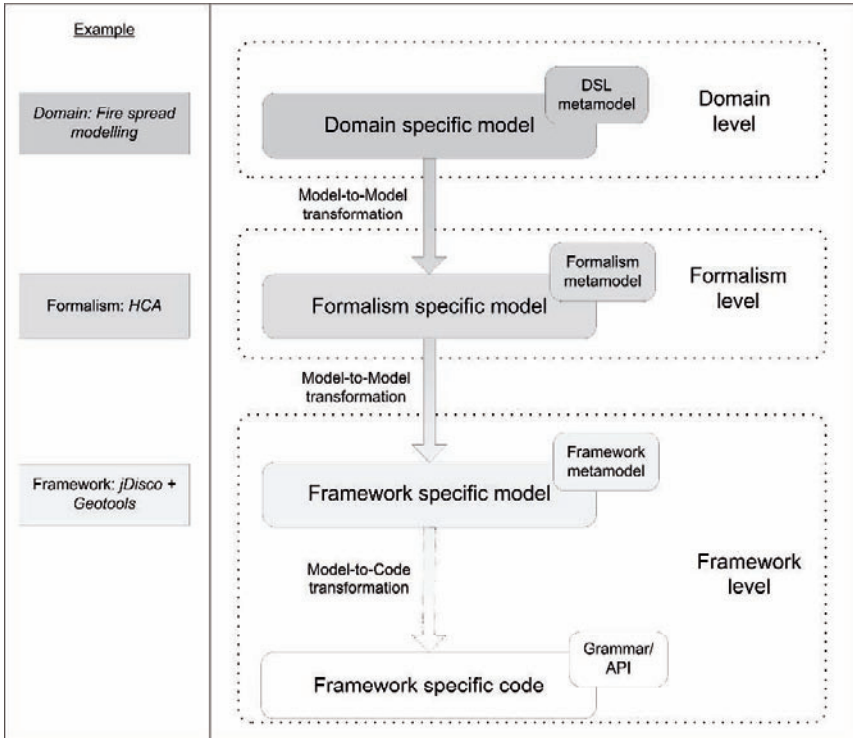 Example
Domain: Fire spread
modelling
Formalism: HCA
Framework: jDisco +
Geotools
DSL
metamodel
Domain specific model
Domain
level
Model-to-Model
transformation
Formalism
metamodel
Formalism specific model
Formalism
level
Model-to-Model
transformation
Framework
metamodel
Framework specific model
Model-to-Code
transformation
Framework
level
Grammar/
API
Framework specific code